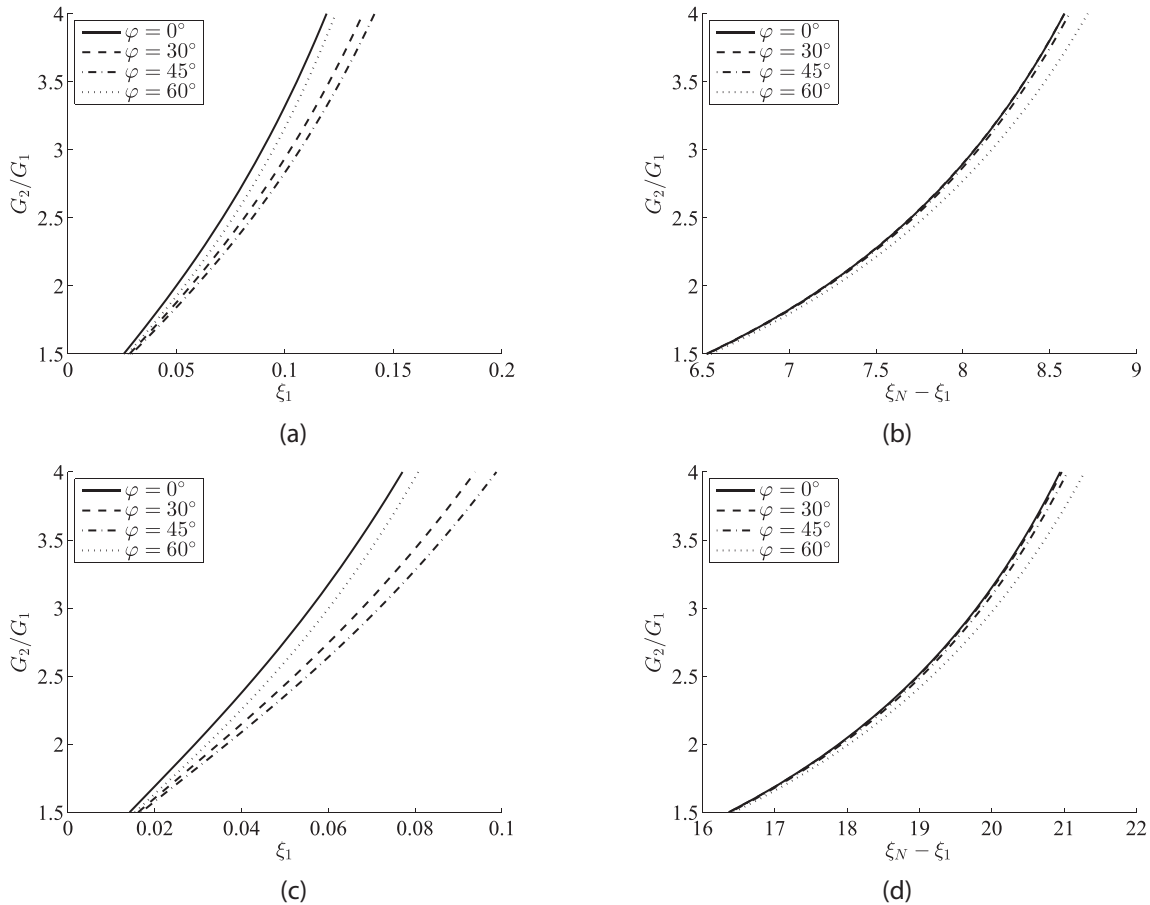 φ = 0°
φ = 30°
φ = 45°
φ = 60°
4
3.5
3
2.5
2
1.5
G₂/G₁
0 0.05 0.1 0.15 0.2
ξ₁
(a)
φ = 0°
φ = 30°
φ = 45°
φ = 60°
4
3.5
3
2.5
2
1.5
G₂/G₁
6.5 7 7.5 8 8.5 9
ξN − ξ₁
(b)
φ = 0°
φ = 30°
φ = 45°
φ = 60°
4
3.5
3
2.5
2
1.5
G₂/G₁
0 0.02 0.04 0.06 0.08 0.1
ξ₁
(c)
φ = 0°
φ = 30°
φ = 45°
φ = 60°
4
3.5
3
2.5
2
1.5
G₂/G₁
16 17 18 19 20 21 22
ξN − ξ₁
(d)